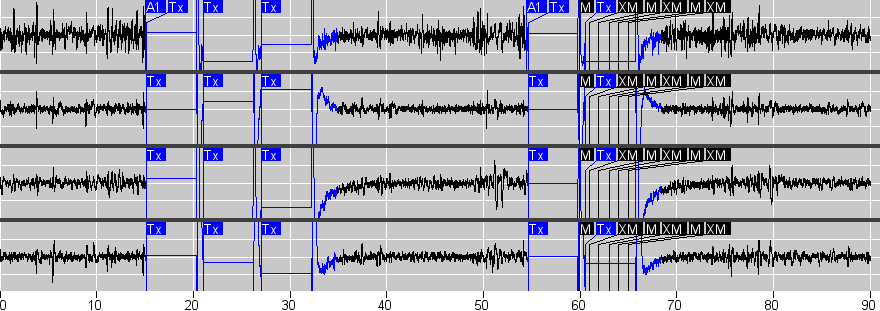 A1 Tx Tx Tx A1 Tx M Tx XM M XM M XM
Tx Tx Tx Tx M Tx XM M XM M XM
Tx Tx Tx Tx M Tx XM M XM M XM
Tx Tx Tx Tx M Tx XM M XM M XM
0 10 20 30 40 50 60 70 80 90